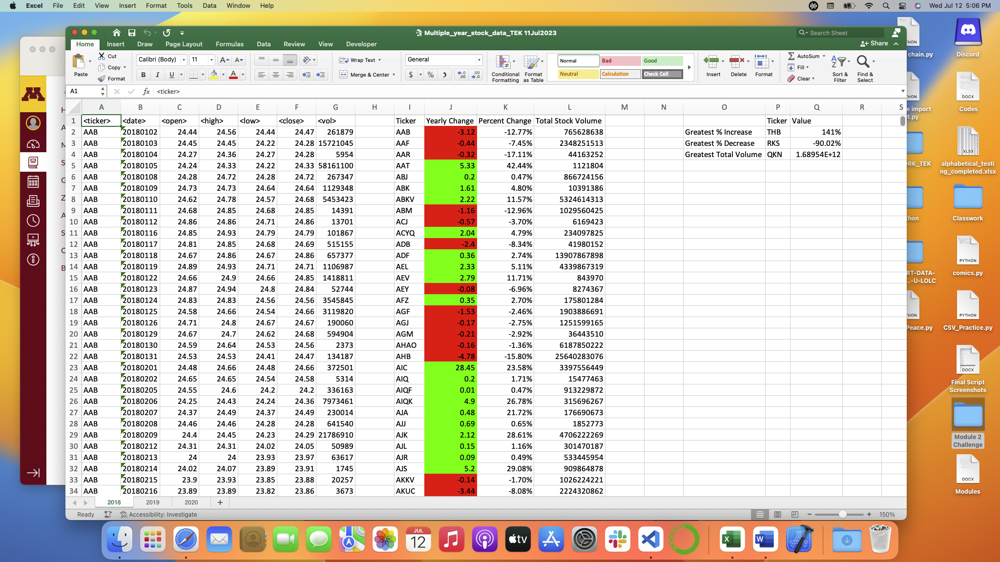 Excel File Edit View Insert Format Tools Data Window Help Wed Jul 12 5:06 PM
Multiple_year_stock_data_TEK 11Jul2023
Search Sheet
Home Insert Draw Page Layout Formulas Data Review View Developer
Share
Paste
Cut
Copy
Format
Calibri (Body) 11
B I U
Wrap Text
Merge & Center
General
$ %
Conditional Formatting
Format as Table
Normal Bad Good
Neutral Calculation Check Cell
Insert Delete Format
AutoSum
Fill
Clear
Sort & Filter
Find & Select
A1 fx <ticker>
A B C D E F G H I J K L M N O P Q R S
1 <ticker> <date> <open> <high> <low> <close> <vol> Ticker Yearly Change Percent Change Total Stock Volume Ticker Value
2 AAB 20180102 24.44 24.56 24.44 24.47 261879 AAB -3.12 -12.77% 765628638 Greatest % Increase THB 141%
3 AAB 20180103 24.45 24.45 24.22 24.28 15721045 AAF -0.44 -7.45% 2348251513 Greatest % Decrease RKS -90.02%
4 AAB 20180104 24.27 24.36 24.27 24.28 5954 AAR -0.32 -17.11% 44163252 Greatest Total Volume QKN 1.68954E+12
5 AAB 20180105 24.24 24.33 24.22 24.33 58161100 AAT 5.33 42.44% 1121804
6 AAB 20180108 24.28 24.72 24.28 24.72 267347 ABJ 0.2 0.47% 866724156
7 AAB 20180109 24.73 24.73 24.64 24.64 1129348 ABK 1.61 4.80% 10391386
8 AAB 20180110 24.62 24.78 24.57 24.68 5453423 ABKV 2.22 11.57% 5324614313
9 AAB 20180111 24.68 24.85 24.68 24.85 14391 ABM -1.16 -12.96% 1029560425
10 AAB 20180112 24.86 24.86 24.71 24.86 13701 ACJ -0.57 -3.70% 6169423
11 AAB 20180116 24.85 24.93 24.79 24.79 101867 ACYQ 2.04 4.79% 234097825
12 AAB 20180117 24.81 24.85 24.68 24.69 515155 ADB -2.4 -8.34% 41980152
13 AAB 20180118 24.67 24.86 24.67 24.86 657377 ADF 0.36 2.74% 13907867898
14 AAB 20180119 24.89 24.93 24.71 24.71 1106987 AEL 2.33 5.11% 4339867319
15 AAB 20180122 24.66 24.9 24.66 24.85 1418811 AEV 2.79 11.71% 843970
16 AAB 20180123 24.87 24.94 24.8 24.84 52744 AEY -0.08 -6.96% 8274367
17 AAB 20180124 24.83 24.83 24.56 24.56 3545845 AFZ 0.35 2.70% 175801284
18 AAB 20180125 24.58 24.66 24.54 24.66 3119820 AGF -1.53 -2.46% 1903886691
19 AAB 20180126 24.71 24.8 24.67 24.67 190060 AGJ -0.17 -2.75% 1251599165
20 AAB 20180129 24.67 24.7 24.62 24.68 594904 AGM -0.21 -2.92% 36443510
21 AAB 20180130 24.59 24.64 24.53 24.56 2373 AHAO -0.16 -1.36% 6187850222
22 AAB 20180131 24.53 24.53 24.41 24.47 134187 AHB -4.78 -15.80% 25640283076
23 AAB 20180201 24.48 24.66 24.48 24.66 372501 AIC 28.45 23.58% 3397556449
24 AAB 20180202 24.65 24.65 24.54 24.58 5314 AIQ 0.2 1.71% 15477463
25 AAB 20180205 24.55 24.6 24.2 24.2 336163 AIQF 0.01 0.47% 913229872
26 AAB 20180206 24.25 24.43 24.24 24.36 7973461 AIQK 4.9 26.78% 315696267
27 AAB 20180207 24.37 24.49 24.37 24.49 230014 AJA 0.48 21.72% 176690673
28 AAB 20180208 24.46 24.46 24.28 24.28 641540 AJJ 0.69 0.65% 1852773
29 AAB 20180209 24.4 24.45 24.23 24.29 21786910 AJK 2.12 28.61% 4706222269
30 AAB 20180212 24.31 24.31 24.02 24.05 50989 AJL 0.15 1.16% 301470187
31 AAB 20180213 24 24 23.93 23.97 63617 AJR 0.09 0.49% 533445954
32 AAB 20180214 24.02 24.07 23.89 23.91 1745 AJS 5.2 29.08% 909864878
33 AAB 20180215 23.9 23.93 23.85 23.88 20257 AKKV -0.14 -1.70% 1026224221
34 AAB 20180216 23.89 23.89 23.82 23.86 3673 AKUC -3.44 -8.08% 2224320862
2018 2019 2020 +
Ready Accessibility: Investigate 150%
HON
chain.py
Discord
HON
e import
t.py
DOCX
Codes
RK_TEK
XLSX
alphabetical_testi
ng_completed.xlsx
hon
Classwork
RT-DATA-
...-U-LOLC
PYTHON
comics.py
HON
Peace.py
PYTHON
CSV_Practice.py
DOCX
Final Script
Screenshots
Module 2
Challenge
DOCX
Modules
JUL
12
tv
X
W